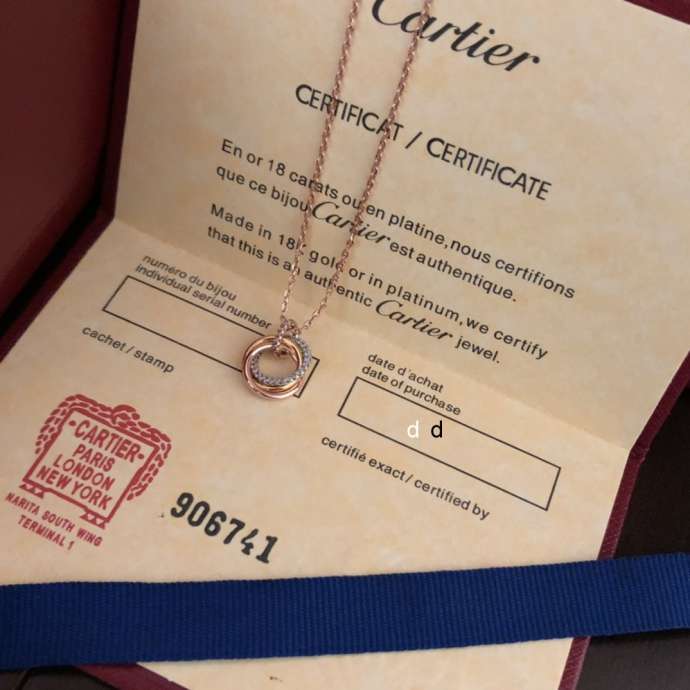 Cartier
CERTIFICAT / CERTIFICATE
En or 18 carats ou en platine, nous certifions
que ce bijou Cartier est authentique.
Made in 18k gold or in platinum, we certify
that this is an authentic Cartier jewel.
numéro du bijou
individual serial number
cachet / stamp
date d'achat
date of purchase
d d
certifié exact / certified by
-CARTIER-
PARIS
LONDON
NEW YORK
NARITA SOUTH WING
TERMINAL 1
906741